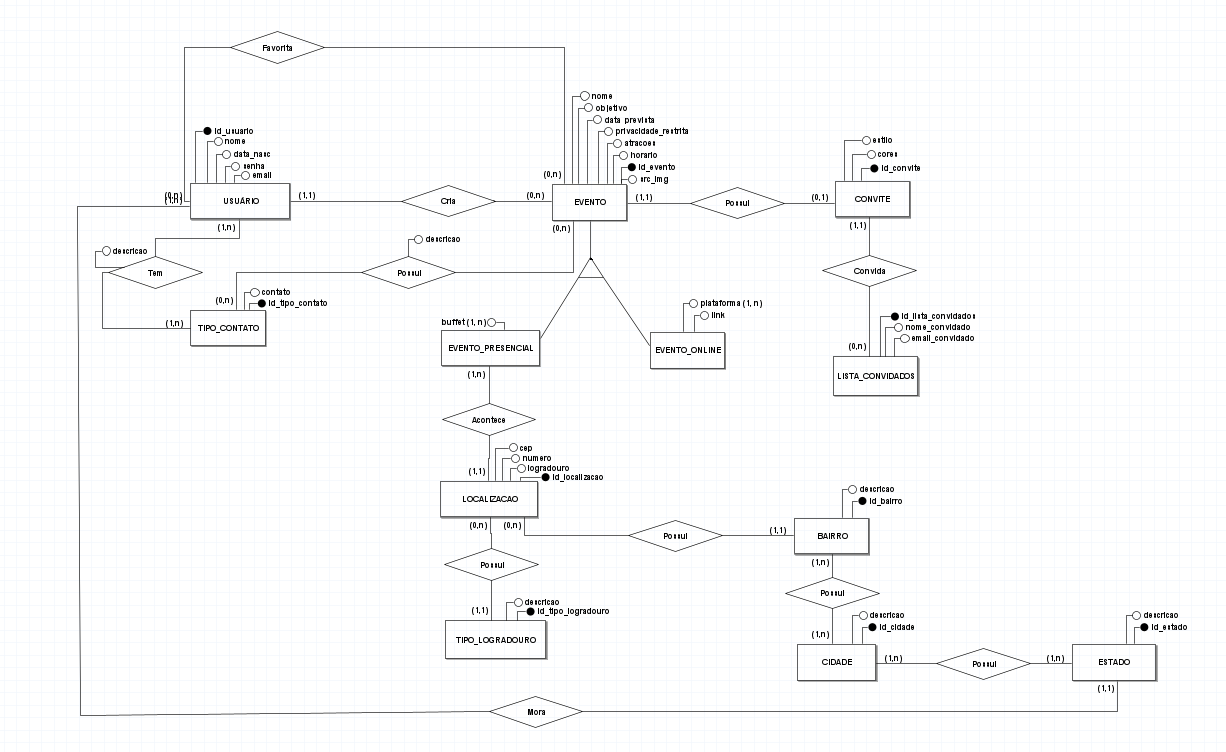 Favorita
nome
objetivo
data_prevista
privacidade_restrita
atracoes
horario
id_evento
src_img
(0,n)
EVENTO
id_usuario
nome
data_nasc
senha
email
(0,n)
(1,n)
USUÁRIO
(1,1)
Cria
(0,n)
(1,1)
Possui
(0,1)
estilo
cores
id_convite
CONVITE
(1,1)
Convida
id_lista_convidados
nome_convidado
email_convidado
(0,n)
LISTA_CONVIDADOS
(1,n)
descricao
Tem
(1,n)
(0,n)
contato
id_tipo_contato
TIPO_CONTATO
descricao
Possui
(0,n)
buffet (1, n)
EVENTO_PRESENCIAL
plataforma (1, n)
link
EVENTO_ONLINE
(1,n)
Acontece
(1,1)
cep
numero
logradouro
id_localizacao
LOCALIZACAO
(0,n)
(0,n)
Possui
(1,1)
descricao
id_bairro
BAIRRO
Possui
(1,1)
descricao
id_tipo_logradouro
TIPO_LOGRADOURO
(1,n)
Possui
(1,n)
descricao
id_cidade
CIDADE
(1,n)
Possui
(1,n)
descricao
id_estado
ESTADO
(1,1)
Mora